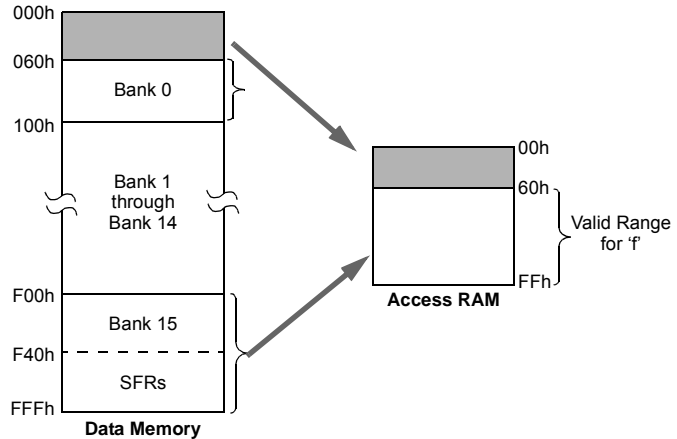 000h
060h
Bank 0
100h
Bank 1
through
Bank 14
F00h
Bank 15
F40h
SFRs
FFFh
Data Memory
00h
60h
Valid Range
for ‘f’
FFh
Access RAM